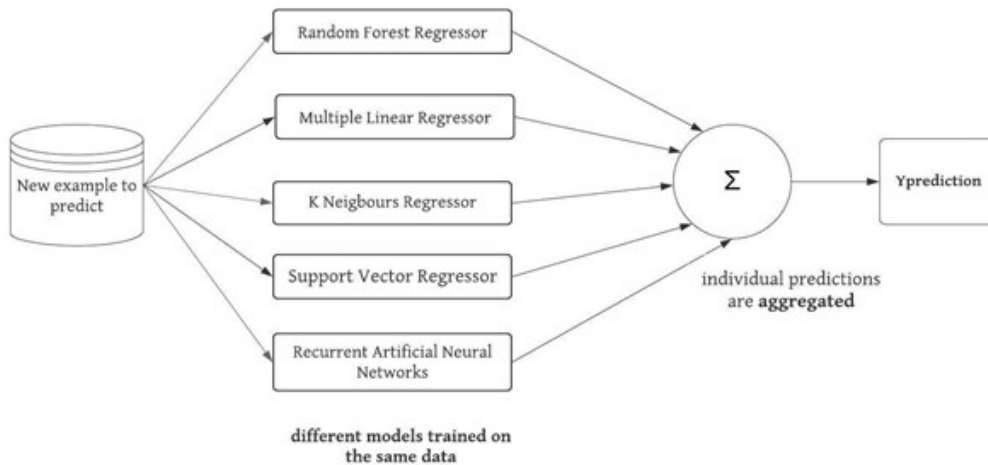 Random Forest Regressor
Multiple Linear Regressor
New example to
predict
K Neigbours Regressor
Support Vector Regressor
Recurrent Artificial Neural
Networks
different models trained on
the same data
Σ
individual predictions
are aggregated
Yprediction